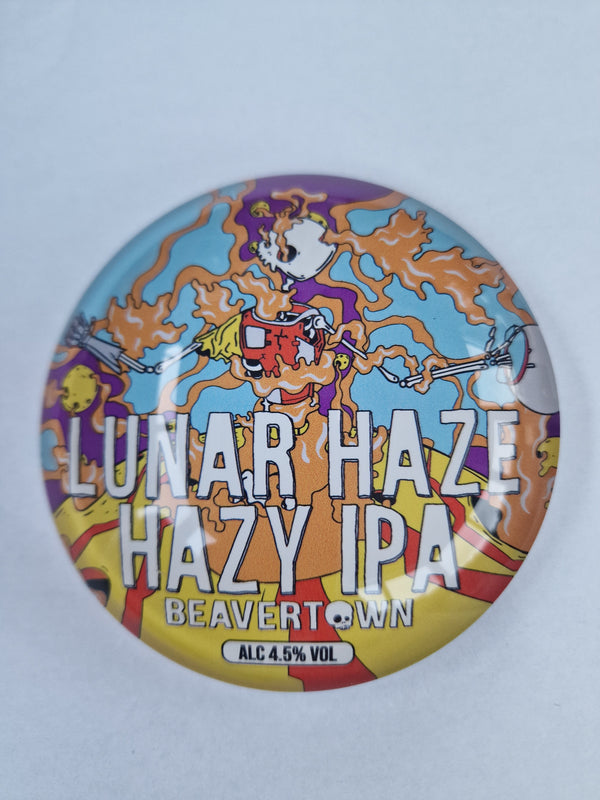 LUNAR HAZE
HAZY IPA
BEAVERTOWN
ALC 4.5% VOL